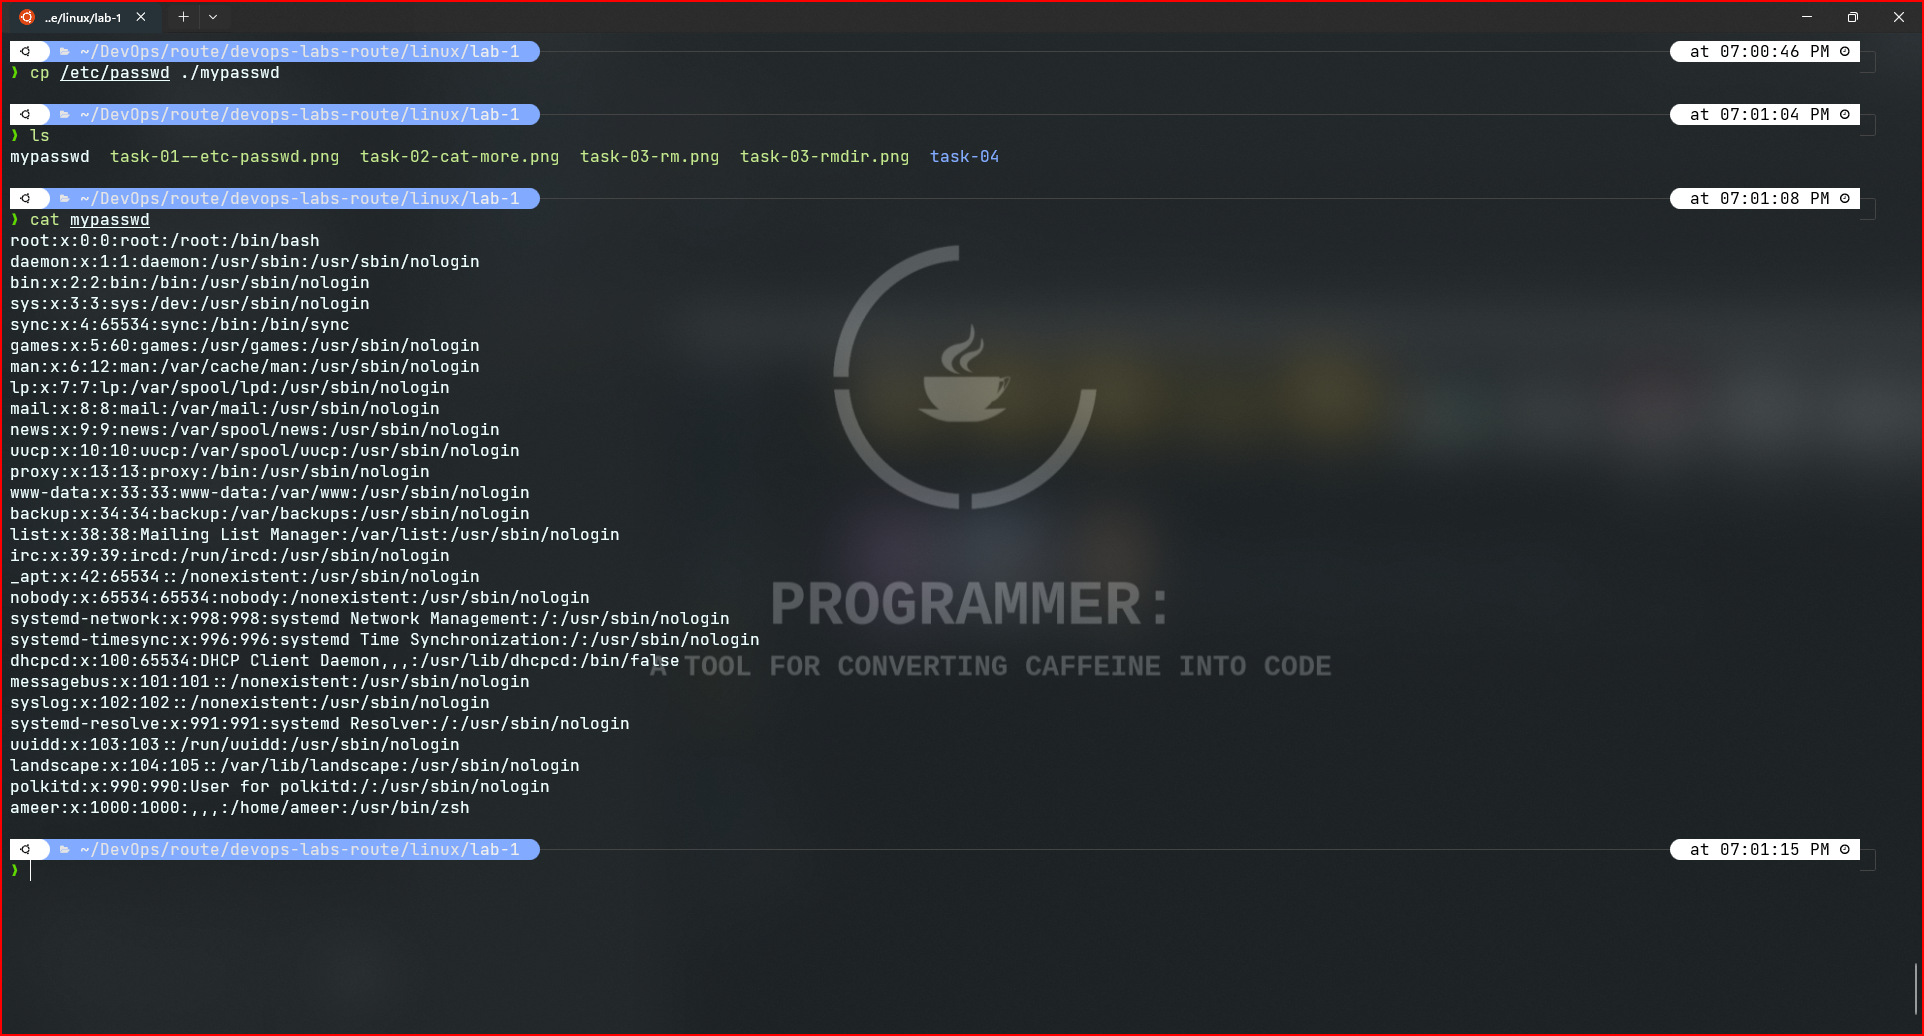 ..e/linux/lab-1
~/DevOps/route/devops-labs-route/linux/lab-1 at 07:00:46 PM
❯ cp /etc/passwd ./mypasswd
~/DevOps/route/devops-labs-route/linux/lab-1 at 07:01:04 PM
❯ ls
mypasswd task-01--etc-passwd.png task-02-cat-more.png task-03-rm.png task-03-rmdir.png task-04
~/DevOps/route/devops-labs-route/linux/lab-1 at 07:01:08 PM
❯ cat mypasswd
root:x:0:0:root:/root:/bin/bash
daemon:x:1:1:daemon:/usr/sbin:/usr/sbin/nologin
bin:x:2:2:bin:/bin:/usr/sbin/nologin
sys:x:3:3:sys:/dev:/usr/sbin/nologin
sync:x:4:65534:sync:/bin:/bin/sync
games:x:5:60:games:/usr/games:/usr/sbin/nologin
man:x:6:12:man:/var/cache/man:/usr/sbin/nologin
lp:x:7:7:lp:/var/spool/lpd:/usr/sbin/nologin
mail:x:8:8:mail:/var/mail:/usr/sbin/nologin
news:x:9:9:news:/var/spool/news:/usr/sbin/nologin
uucp:x:10:10:uucp:/var/spool/uucp:/usr/sbin/nologin
proxy:x:13:13:proxy:/bin:/usr/sbin/nologin
www-data:x:33:33:www-data:/var/www:/usr/sbin/nologin
backup:x:34:34:backup:/var/backups:/usr/sbin/nologin
list:x:38:38:Mailing List Manager:/var/list:/usr/sbin/nologin
irc:x:39:39:ircd:/run/ircd:/usr/sbin/nologin
_apt:x:42:65534::/nonexistent:/usr/sbin/nologin
nobody:x:65534:65534:nobody:/nonexistent:/usr/sbin/nologin
systemd-network:x:998:998:systemd Network Management:/:/usr/sbin/nologin
systemd-timesync:x:996:996:systemd Time Synchronization:/:/usr/sbin/nologin
dhcpcd:x:100:65534:DHCP Client Daemon,,,:/usr/lib/dhcpcd:/bin/false
messagebus:x:101:101::/nonexistent:/usr/sbin/nologin
syslog:x:102:102::/nonexistent:/usr/sbin/nologin
systemd-resolve:x:991:991:systemd Resolver:/:/usr/sbin/nologin
uuidd:x:103:103::/run/uuidd:/usr/sbin/nologin
landscape:x:104:105::/var/lib/landscape:/usr/sbin/nologin
polkitd:x:990:990:User for polkitd:/:/usr/sbin/nologin
ameer:x:1000:1000:,,,:/home/ameer:/usr/bin/zsh
~/DevOps/route/devops-labs-route/linux/lab-1 at 07:01:15 PM
❯
PROGRAMMER:
A TOOL FOR CONVERTING CAFFEINE INTO CODE